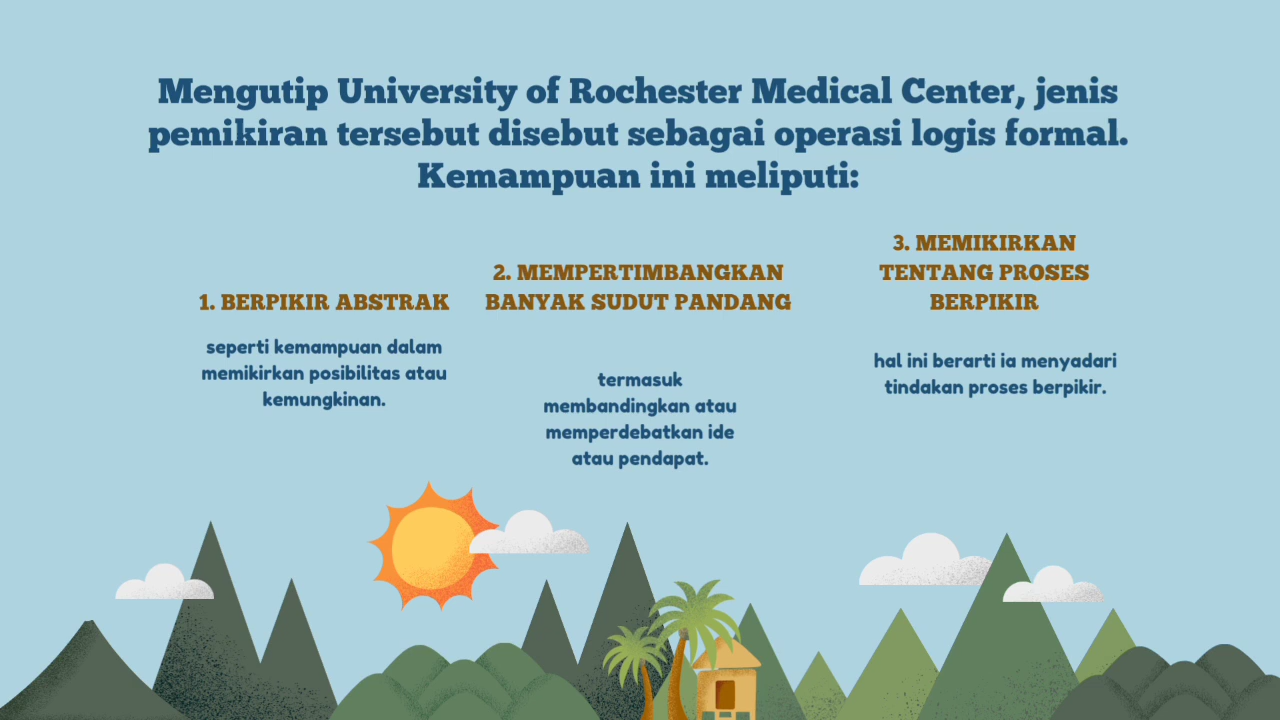 Mengutip University of Rochester Medical Center, jenis
pemikiran tersebut disebut sebagai operasi logis formal.
Kemampuan ini meliputi:
1. BERPIKIR ABSTRAK
seperti kemampuan dalam
memikirkan posibilitas atau
kemungkinan.
2. MEMPERTIMBANGKAN
BANYAK SUDUT PANDANG
termasuk
membandingkan atau
memperdebatkan ide
atau pendapat.
3. MEMIKIRKAN
TENTANG PROSES
BERPIKIR
hal ini berarti ia menyadari
tindakan proses berpikir.